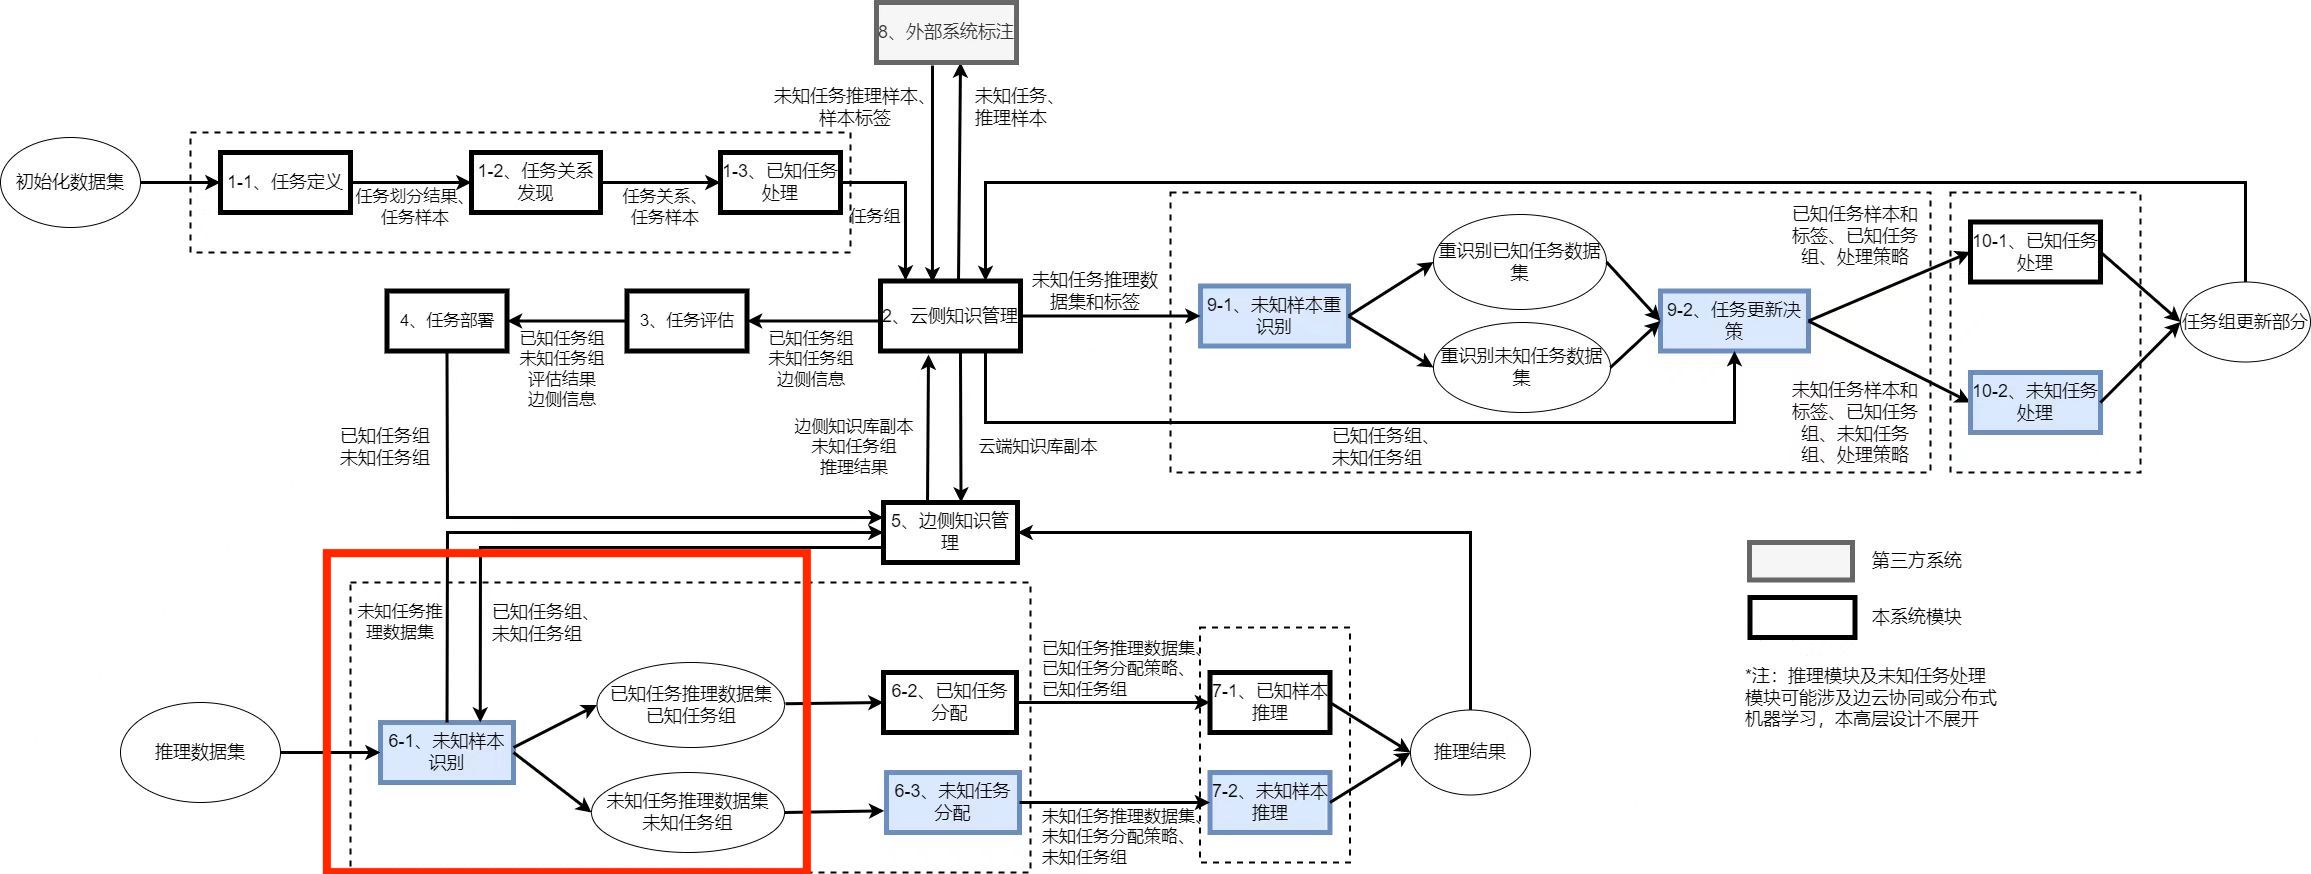 8、外部系统标注
未知任务推理样本、
样本标签
未知任务、
推理样本
初始化数据集
1-1、任务定义
任务划分结果、
任务样本
1-2、任务关系
发现
任务关系、
任务样本
1-3、已知任务
处理
任务组
2、云侧知识管理
已知任务组
未知任务组
边侧信息
3、任务评估
已知任务组
未知任务组
评估结果
边侧信息
4、任务部署
已知任务组
未知任务组
未知任务推理数
据集和标签
9-1、未知样本重
识别
重识别已知任务数据
集
重识别未知任务数据
集
9-2、任务更新决
策
已知任务组、
未知任务组
已知任务样本和
标签、已知任务
组、处理策略
未知任务样本和
标签、已知任务
组、未知任务
组、处理策略
10-1、已知任务
处理
10-2、未知任务
处理
任务组更新部分
边侧知识库副本
未知任务组
推理结果
云端知识库副本
5、边侧知识管
理
未知任务推
理数据集
已知任务组、
未知任务组
推理数据集
6-1、未知样本
识别
已知任务推理数据集
已知任务组
未知任务推理数据集
未知任务组
6-2、已知任务
分配
6-3、未知任务
分配
已知任务推理数据集、
已知任务分配策略、
已知任务组
未知任务推理数据集、
未知任务分配策略、
未知任务组
7-1、已知样本
推理
7-2、未知样本
推理
推理结果
第三方系统
本系统模块
*注：推理模块及未知任务处理
模块可能涉及边云协同或分布式
机器学习，本高层设计不展开